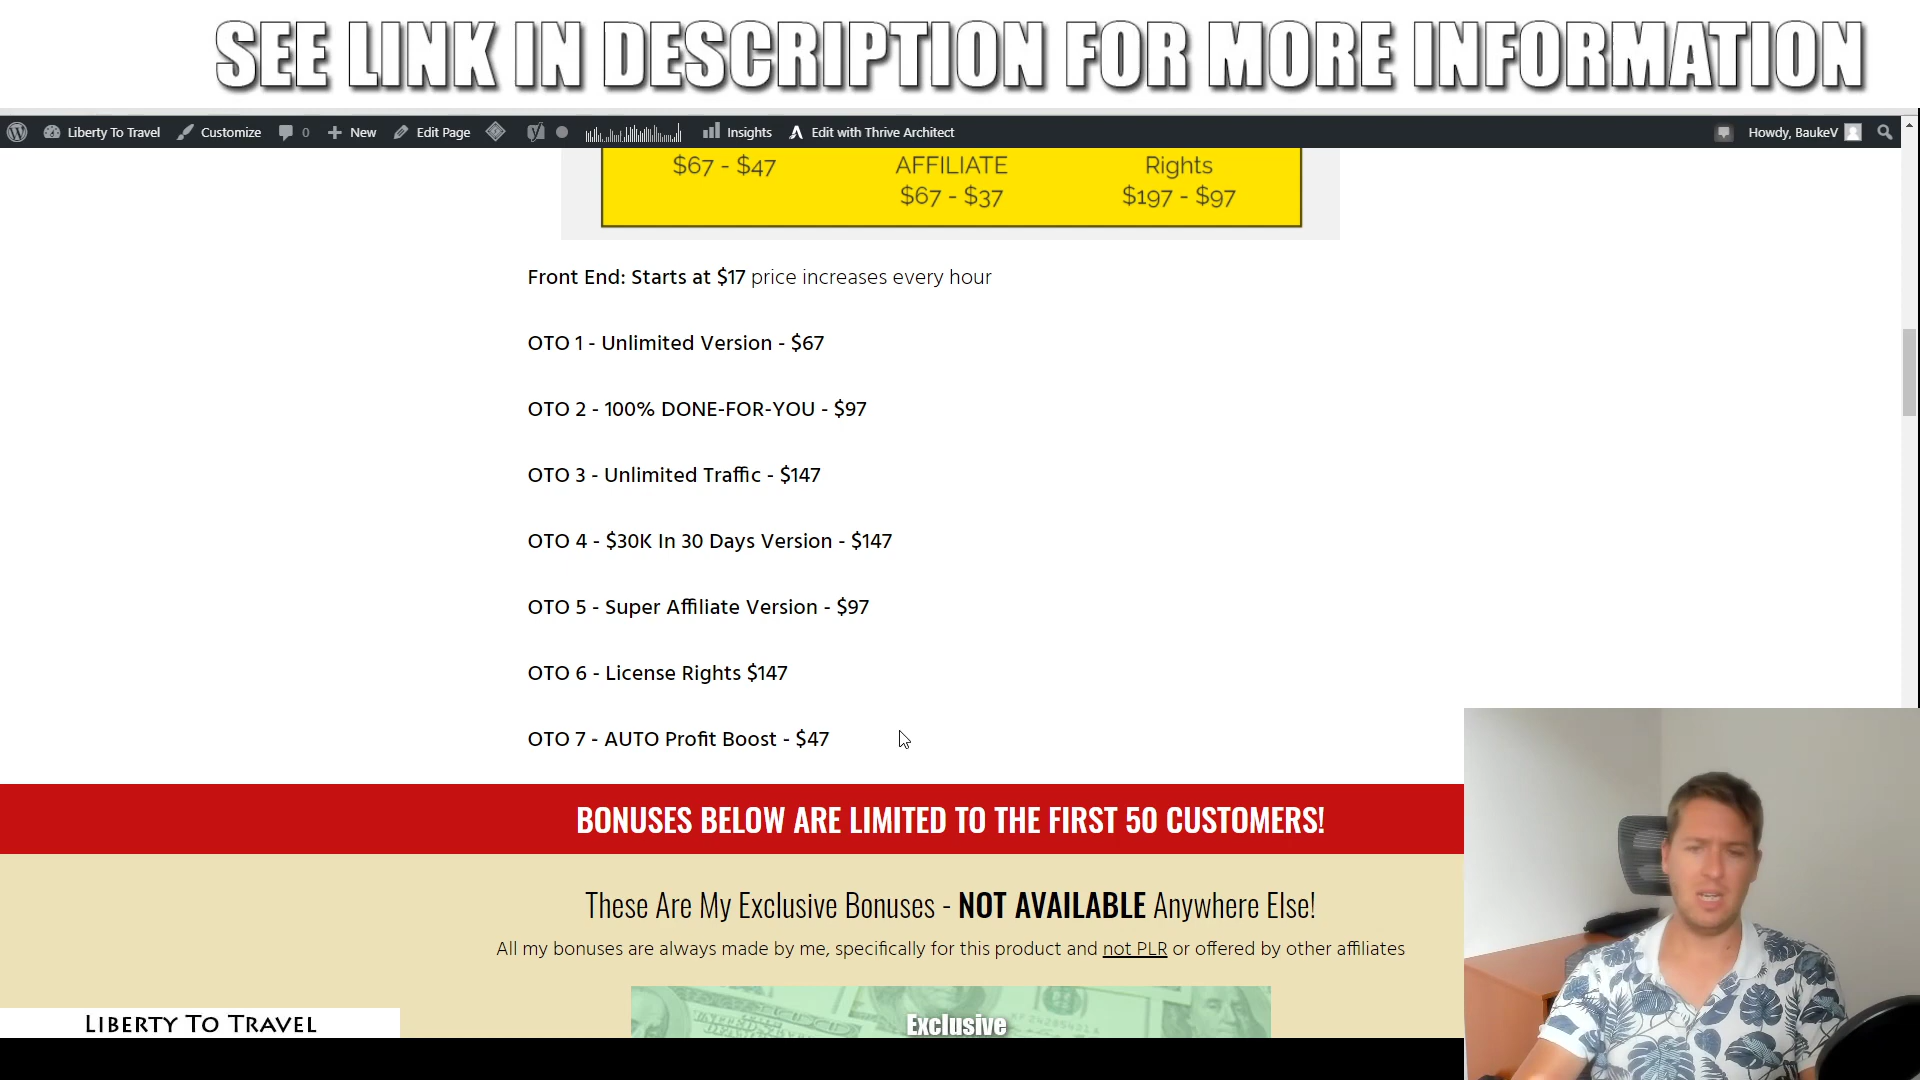 SEE LINK IN DESCRIPTION FOR MORE INFORMATION
Liberty To Travel Customize 0 New Edit Page Insights Edit with Thrive Architect Howdy, BaukeV
$67 - $47
AFFILIATE
$67 - $37
Rights
$197 - $97
Front End: Starts at $17 price increases every hour
OTO 1 - Unlimited Version - $67
OTO 2 - 100% DONE-FOR-YOU - $97
OTO 3 - Unlimited Traffic - $147
OTO 4 - $30K In 30 Days Version - $147
OTO 5 - Super Affiliate Version - $97
OTO 6 - License Rights $147
OTO 7 - AUTO Profit Boost - $47
BONUSES BELOW ARE LIMITED TO THE FIRST 50 CUSTOMERS!
These Are My Exclusive Bonuses - NOT AVAILABLE Anywhere Else!
All my bonuses are always made by me, specifically for this product and not PLR or offered by other affiliates
Exclusive
LIBERTY TO TRAVEL